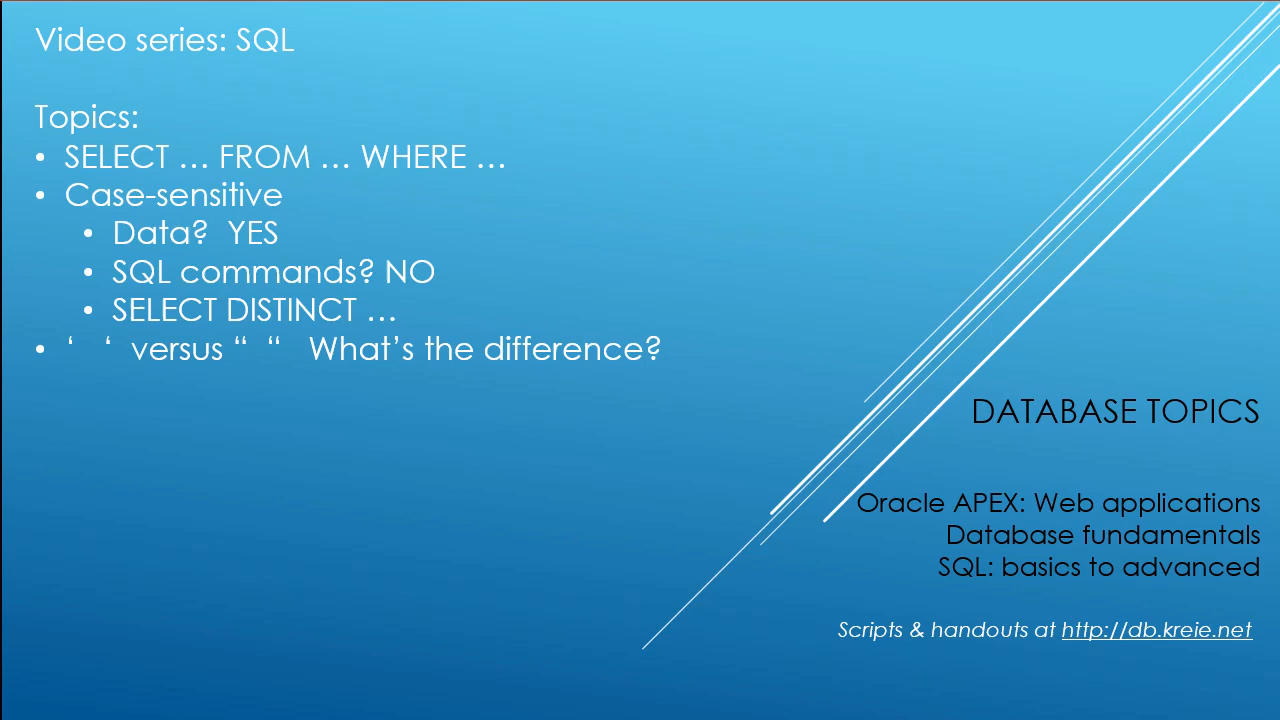 Video series: SQL
Topics:
• SELECT … FROM … WHERE …
• Case-sensitive
• Data?  YES
• SQL commands? NO
• SELECT DISTINCT …
• ‘   ‘  versus “  “   What’s the difference?
DATABASE TOPICS
Oracle APEX: Web applications
Database fundamentals
SQL: basics to advanced
Scripts & handouts at http://db.kreie.net